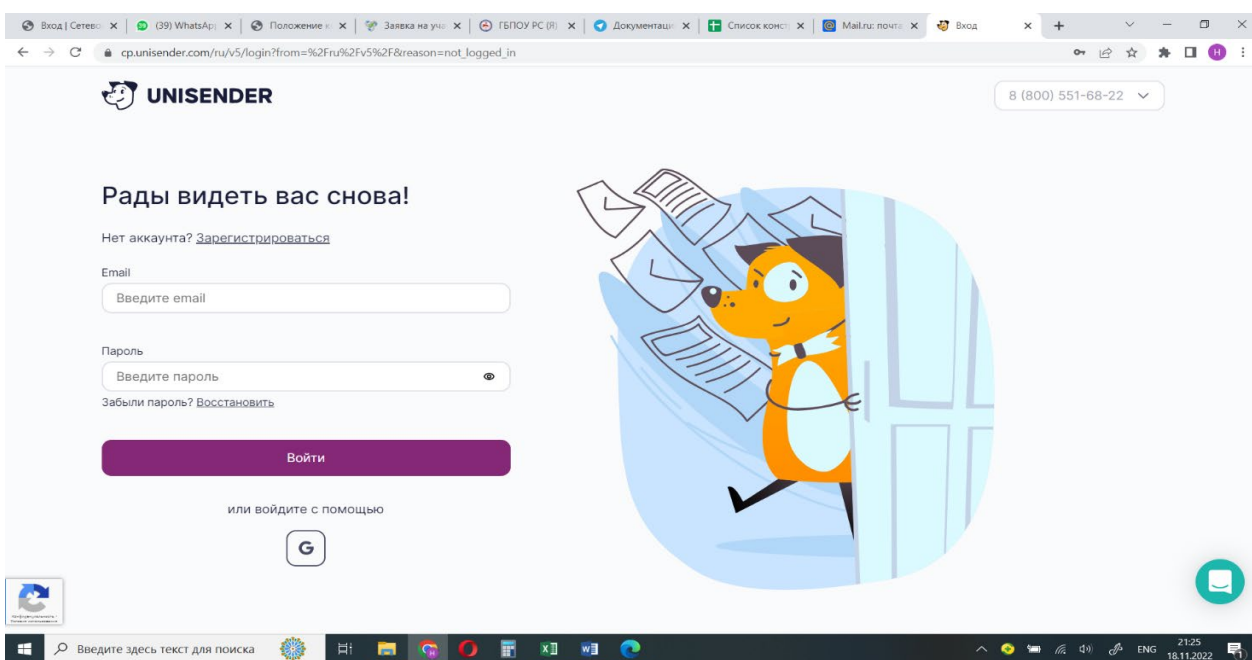 Вход | Сетево
(39) WhatsApp
Положение к
Заявка на уча
ГБПОУ РС (Я)
Документаци
Список конст
Mail.ru: почта
Вход
cp.unisender.com/ru/v5/login?from=%2Fru%2Fv5%2F&reason=not_logged_in
H
UNISENDER
8 (800) 551-68-22
Рады видеть вас снова!
Нет аккаунта? Зарегистрироваться
Email
Введите email
Пароль
Введите пароль
Забыли пароль? Восстановить
Войти
или войдите с помощью
G
Введите здесь текст для поиска
ENG
21:25
18.11.2022